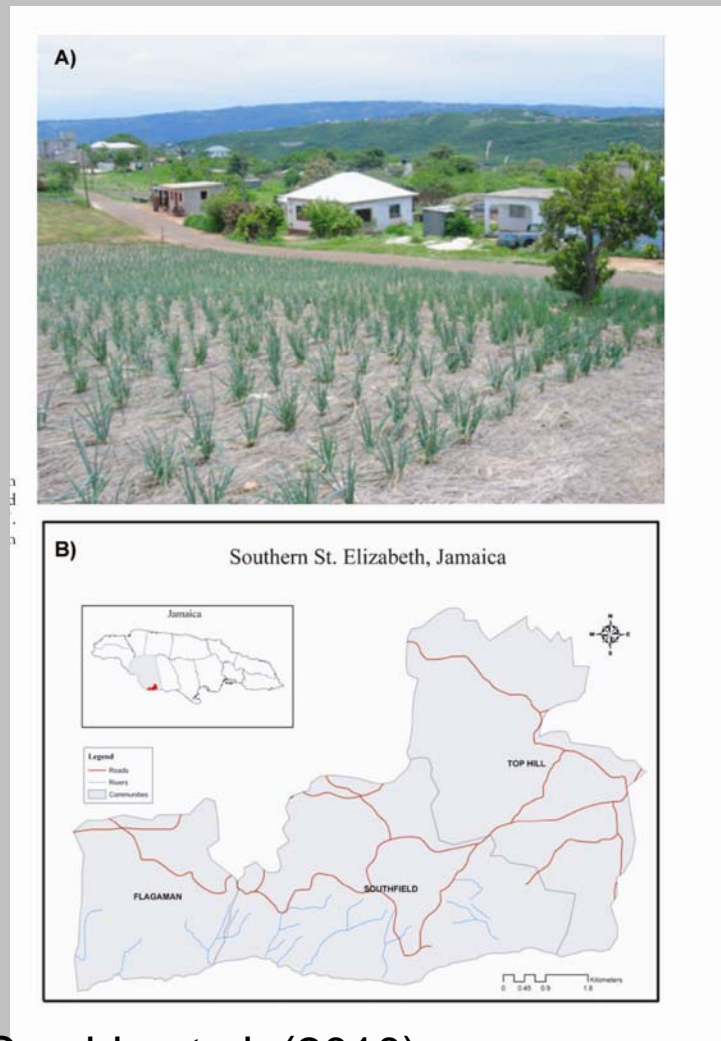 A)
B)
Southern St. Elizabeth, Jamaica
Jamaica
N
W E
S
Legend
Roads
Rivers
Communities
TOP HILL
FLAGAMAN
SOUTHFIELD
Kilometers
0 0.45 0.9 1.8